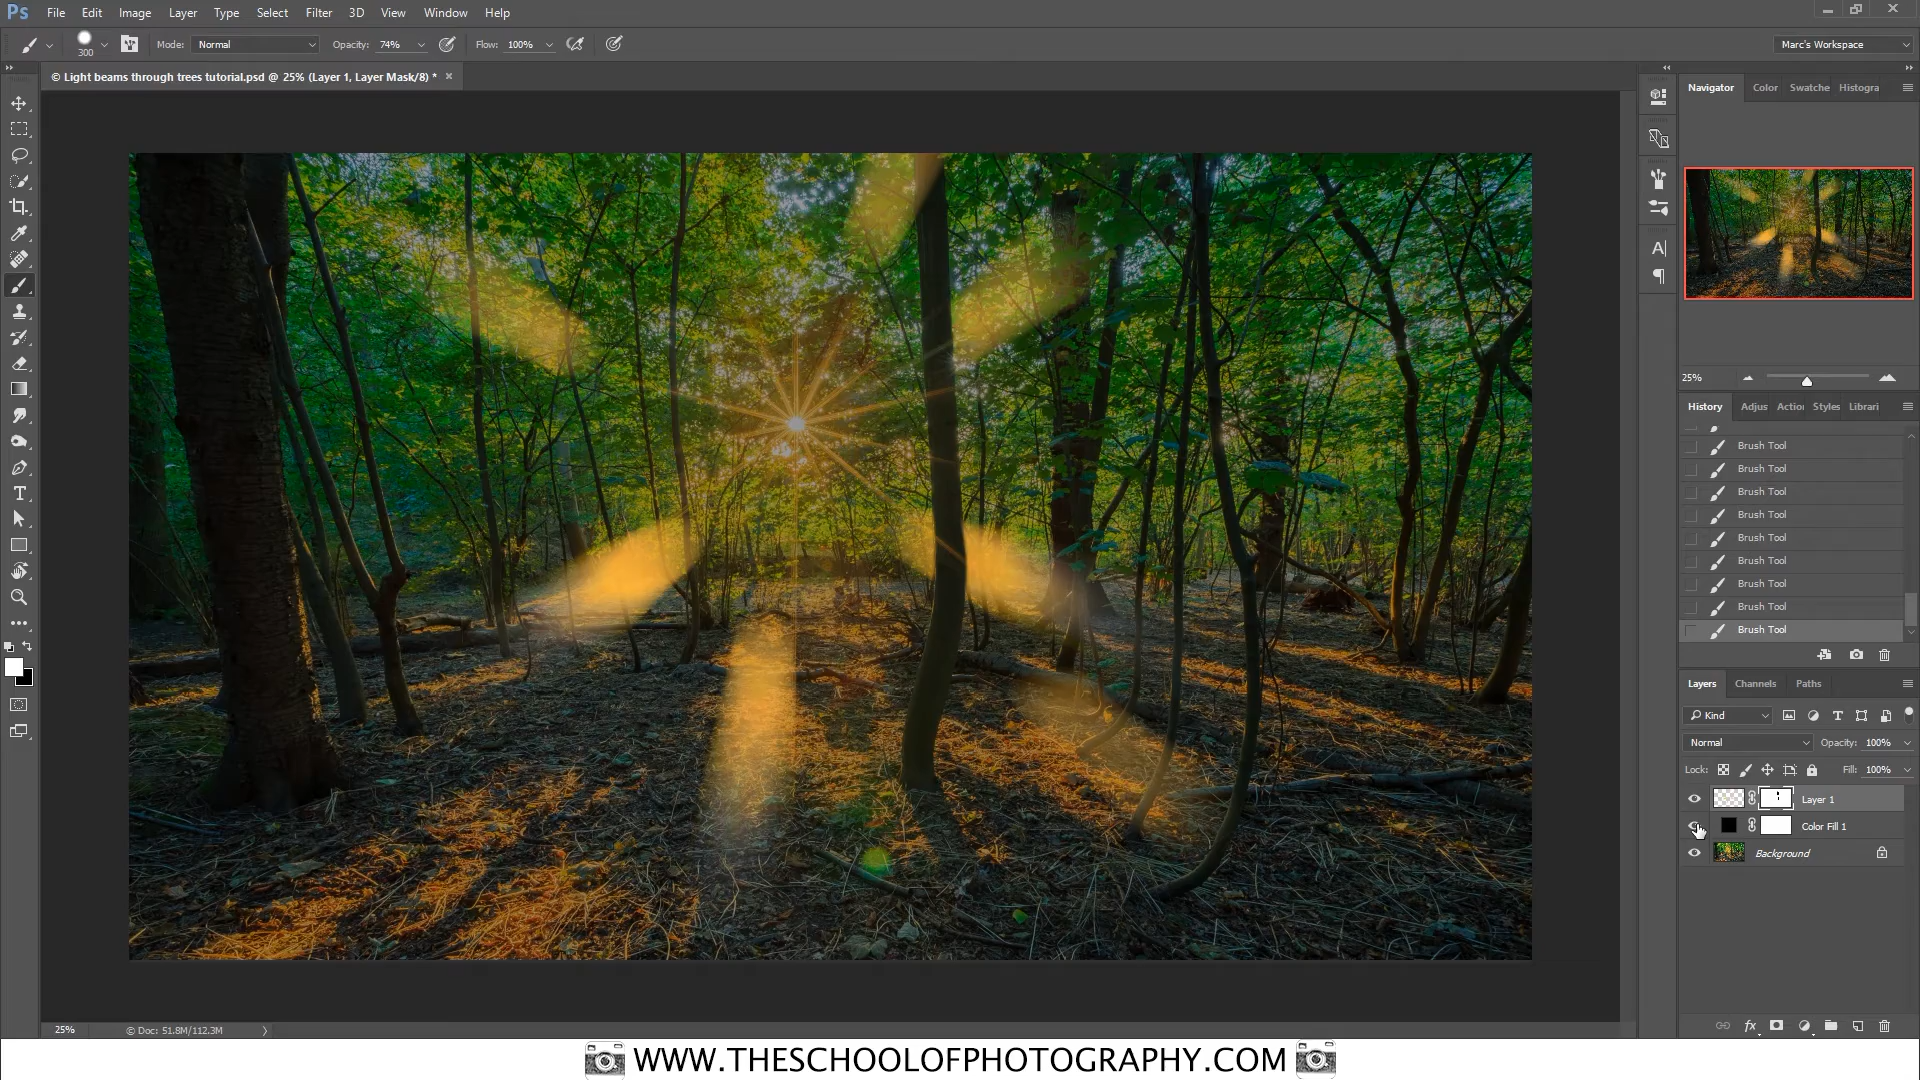 Ps File Edit Image Layer Type Select Filter 3D View Window Help
300 Mode: Normal Opacity: 74% Flow: 100% Marc's Workspace
© Light beams through trees tutorial.psd @ 25% (Layer 1, Layer Mask/8) *
Navigator Color Swatche Histogra
25%
History Adjus Action Styles Librari
Brush Tool
Brush Tool
Brush Tool
Brush Tool
Brush Tool
Brush Tool
Brush Tool
Brush Tool
Brush Tool
Layers Channels Paths
Kind
Normal Opacity: 100%
Lock: Fill: 100%
Layer 1
Color Fill 1
Background
25% © Doc: 51.8M/112.3M
WWW.THESCHOOLOFPHOTOGRAPHY.COM